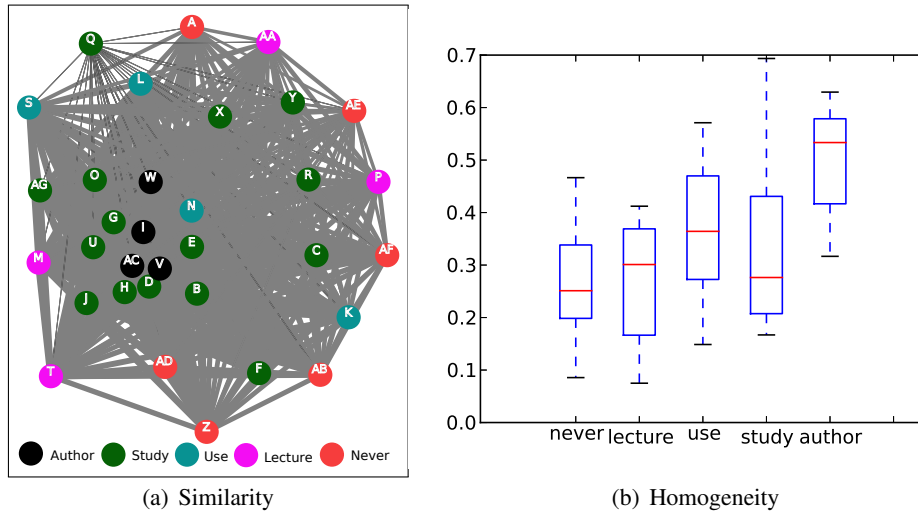 A
Q
AA
L
S
Y
AE
X
AG
O
W
R
P
N
G
I
U
E
C
AF
M
AC
V
D
H
B
J
K
T
AD
F
AB
Z
Author Study Use Lecture Never
(a) Similarity
0.7
0.6
0.5
0.4
0.3
0.2
0.1
0.0
never lecture use study author
(b) Homogeneity